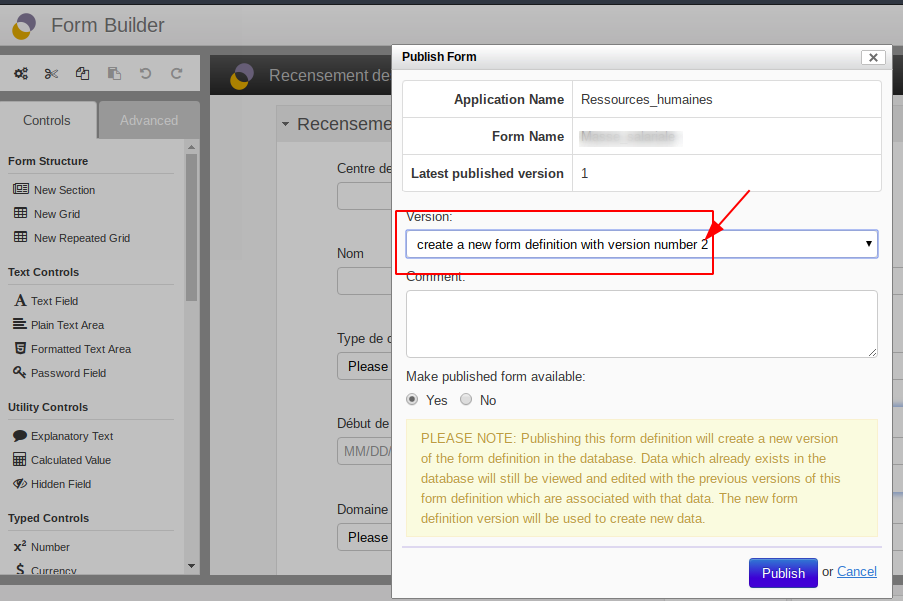 Form Builder
Recensement de
Controls
Advanced
Form Structure
New Section
New Grid
New Repeated Grid
Text Controls
Text Field
Plain Text Area
Formatted Text Area
Password Field
Utility Controls
Explanatory Text
Calculated Value
Hidden Field
Typed Controls
Number
Currency
Centre de
Nom
Type de
Please
Début de
MM/DD/
Domaine
Please
Publish Form
Application Name Ressources_humaines
Form Name
Latest published version 1
Version:
create a new form definition with version number 2
Comment:
Make published form available:
Yes No
PLEASE NOTE: Publishing this form definition will create a new version
of the form definition in the database. Data which already exists in the
database will still be viewed and edited with the previous versions of this
form definition which are associated with that data. The new form
definition version will be used to create new data.
Publish or Cancel